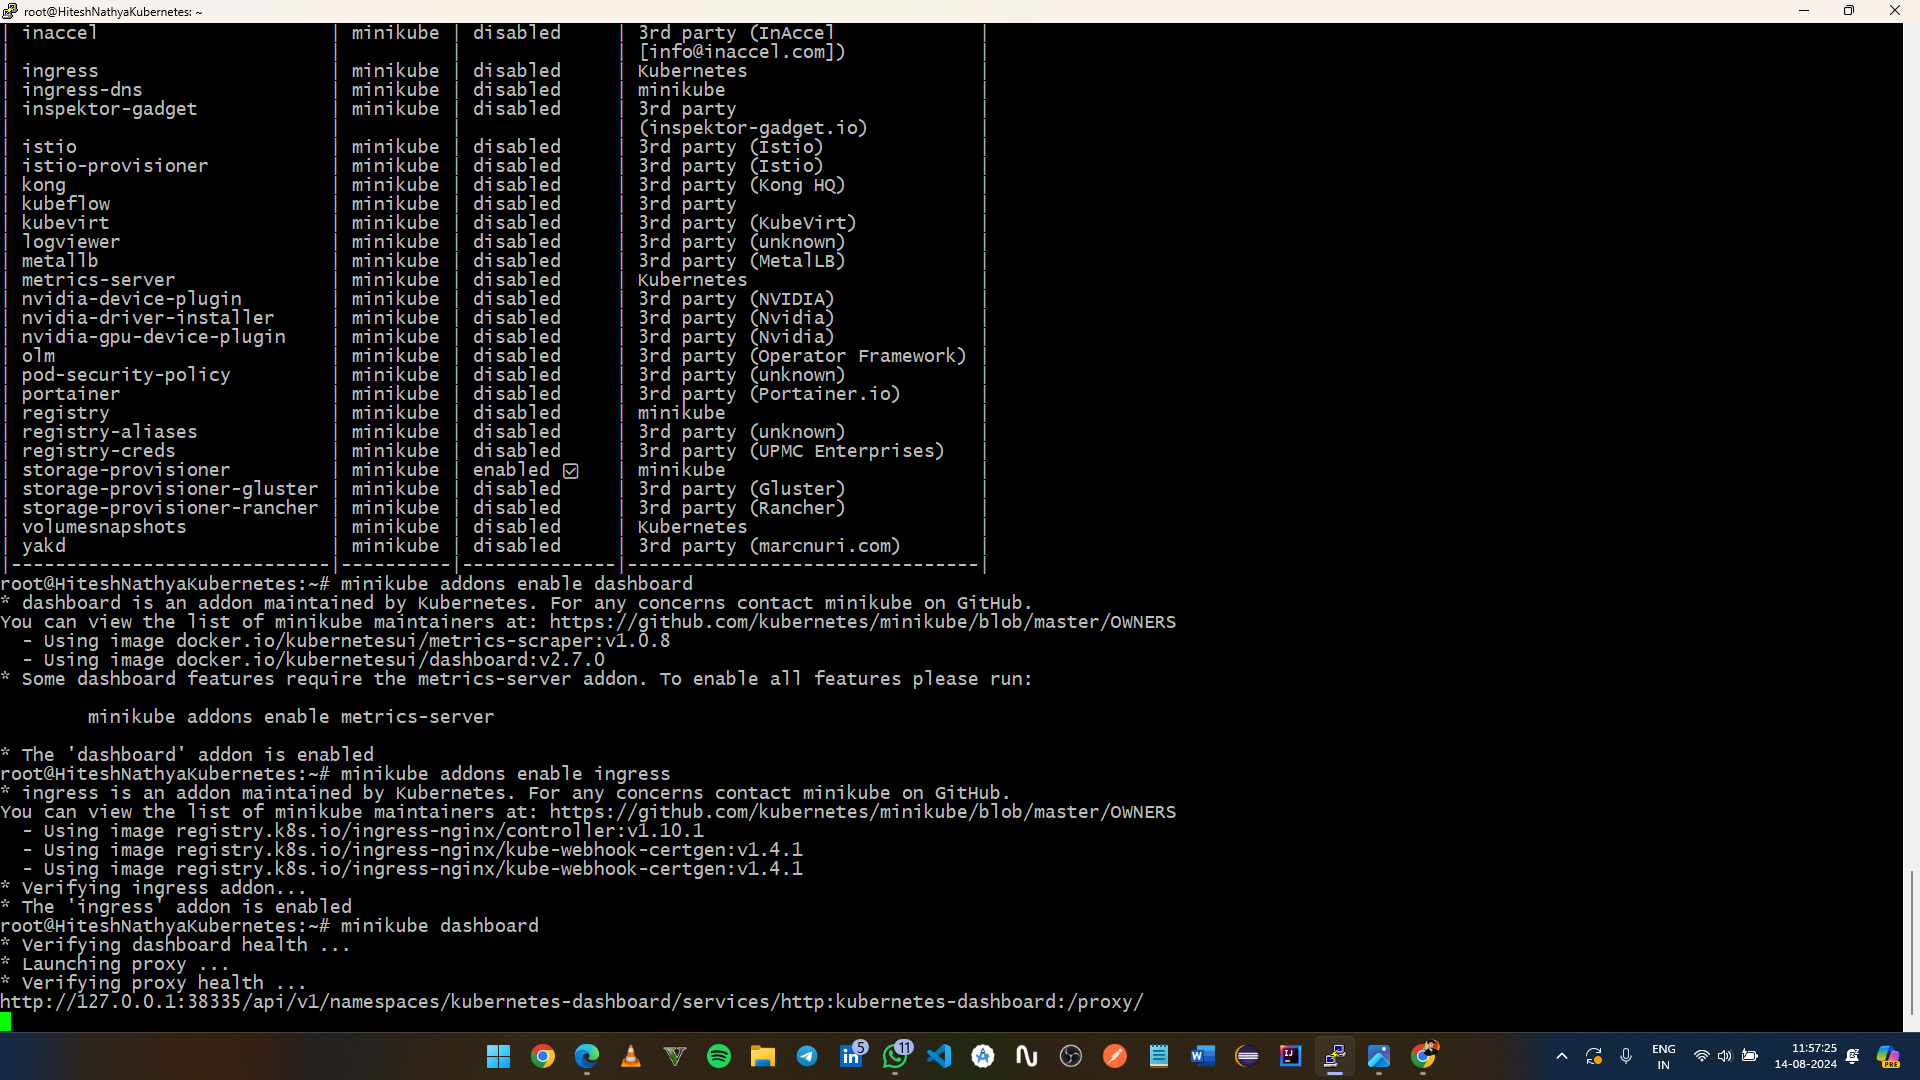 root@HiteshNathyaKubernetes: ~
| inaccel | minikube | disabled | 3rd party (InAccel |
| | | | [info@inaccel.com]) |
| ingress | minikube | disabled | Kubernetes |
| ingress-dns | minikube | disabled | minikube |
| inspektor-gadget | minikube | disabled | 3rd party |
| | | | (inspektor-gadget.io) |
| istio | minikube | disabled | 3rd party (Istio) |
| istio-provisioner | minikube | disabled | 3rd party (Istio) |
| kong | minikube | disabled | 3rd party (Kong HQ) |
| kubeflow | minikube | disabled | 3rd party |
| kubevirt | minikube | disabled | 3rd party (KubeVirt) |
| logviewer | minikube | disabled | 3rd party (unknown) |
| metallb | minikube | disabled | 3rd party (MetalLB) |
| metrics-server | minikube | disabled | Kubernetes |
| nvidia-device-plugin | minikube | disabled | 3rd party (NVIDIA) |
| nvidia-driver-installer | minikube | disabled | 3rd party (Nvidia) |
| nvidia-gpu-device-plugin | minikube | disabled | 3rd party (Nvidia) |
| olm | minikube | disabled | 3rd party (Operator Framework) |
| pod-security-policy | minikube | disabled | 3rd party (unknown) |
| portainer | minikube | disabled | 3rd party (Portainer.io) |
| registry | minikube | disabled | minikube |
| registry-aliases | minikube | disabled | 3rd party (unknown) |
| registry-creds | minikube | disabled | 3rd party (UPMC Enterprises) |
| storage-provisioner | minikube | enabled ☑ | minikube |
| storage-provisioner-gluster | minikube | disabled | 3rd party (Gluster) |
| storage-provisioner-rancher | minikube | disabled | 3rd party (Rancher) |
| volumesnapshots | minikube | disabled | Kubernetes |
| yakd | minikube | disabled | 3rd party (marcnuri.com) |
|-----------------------------|----------|--------------|--------------------------------|
root@HiteshNathyaKubernetes:~# minikube addons enable dashboard
* dashboard is an addon maintained by Kubernetes. For any concerns contact minikube on GitHub.
You can view the list of minikube maintainers at: https://github.com/kubernetes/minikube/blob/master/OWNERS
- Using image docker.io/kubernetesui/metrics-scraper:v1.0.8
- Using image docker.io/kubernetesui/dashboard:v2.7.0
* Some dashboard features require the metrics-server addon. To enable all features please run:
minikube addons enable metrics-server
* The 'dashboard' addon is enabled
root@HiteshNathyaKubernetes:~# minikube addons enable ingress
* ingress is an addon maintained by Kubernetes. For any concerns contact minikube on GitHub.
You can view the list of minikube maintainers at: https://github.com/kubernetes/minikube/blob/master/OWNERS
- Using image registry.k8s.io/ingress-nginx/controller:v1.10.1
- Using image registry.k8s.io/ingress-nginx/kube-webhook-certgen:v1.4.1
- Using image registry.k8s.io/ingress-nginx/kube-webhook-certgen:v1.4.1
* Verifying ingress addon...
* The 'ingress' addon is enabled
root@HiteshNathyaKubernetes:~# minikube dashboard
* Verifying dashboard health ...
* Launching proxy ...
* Verifying proxy health ...
http://127.0.0.1:38335/api/v1/namespaces/kubernetes-dashboard/services/http:kubernetes-dashboard:/proxy/
5
11
ENG
IN
11:57:25
14-08-2024
PRE